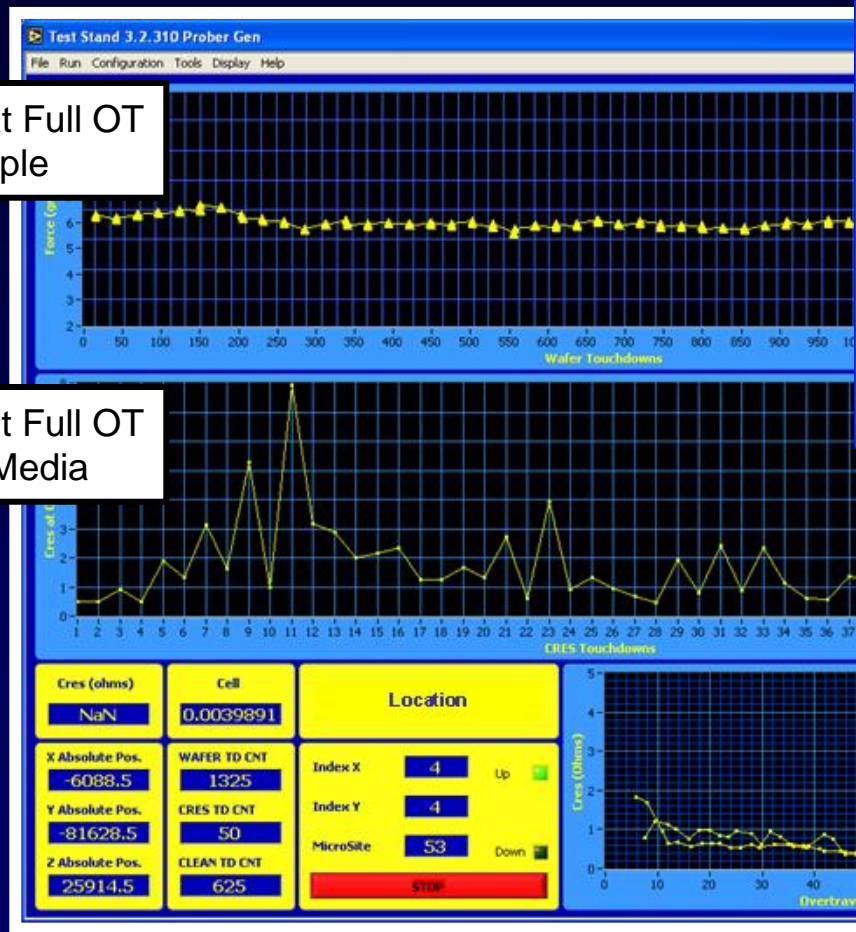 Test Stand 3.2.310 Prober Gen
File Run Configuration Tools Display Help
t Full OT
ple
Force (g
6
5
4
3
2
0 50 100 150 200 250 300 350 400 450 500 550 600 650 700 750 800 850 900 950 10
Wafer Touchdowns
t Full OT
Media
Cres at
3
2
1
0
1 2 3 4 5 6 7 8 9 10 11 12 13 14 15 16 17 18 19 20 21 22 23 24 25 26 27 28 29 30 31 32 33 34 35 36 37
CRES Touchdowns
Cres (ohms)
NaN
Cell
0.0039891
Location
X Absolute Pos.
-6088.5
Y Absolute Pos.
-81628.5
Z Absolute Pos.
25914.5
WAFER TD CNT
1325
CRES TD CNT
50
CLEAN TD CNT
625
Index X 4 Up
Index Y 4
MicroSite 53 Down
STOP
Cres (Ohms)
5
4
3
2
1
0
0 10 20 30 40
Overtrav